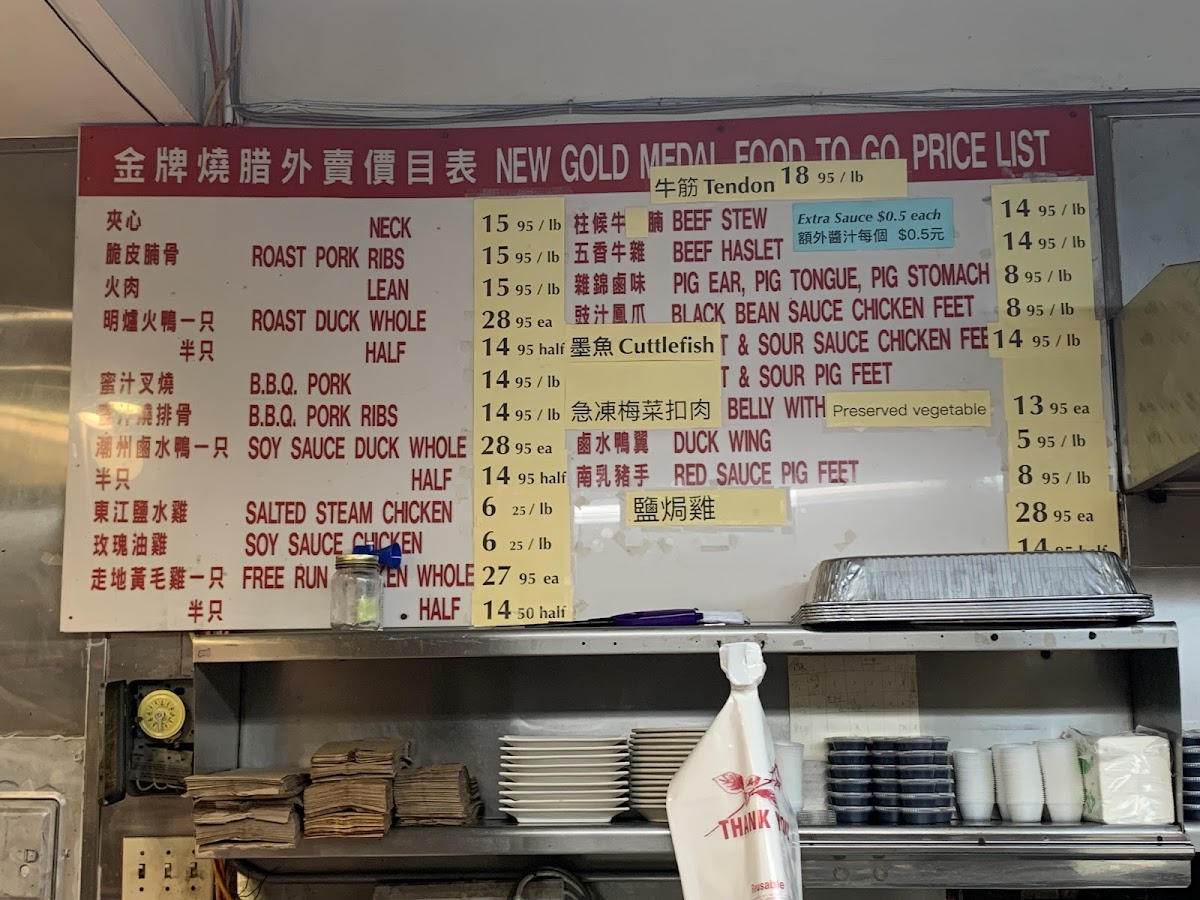 金牌燒腊外賣價目表 NEW GOLD MEDAL FOOD TO GO PRICE LIST
牛筋 Tendon 18 95 / lb
夾心 NECK 15 95 / lb
脆皮腩骨 ROAST PORK RIBS 15 95 / lb
火肉 LEAN 15 95 / lb
明爐火鴨一只 ROAST DUCK WHOLE 28 95 ea
半只 HALF 14 95 half
蜜汁叉燒 B.B.Q. PORK 14 95 / lb
汁燒排骨 B.B.Q. PORK RIBS 14 95 / lb
潮州鹵水鴨一只 SOY SAUCE DUCK WHOLE 28 95 ea
半只 HALF 14 95 half
東江鹽水雞 SALTED STEAM CHICKEN 6 25 / lb
玫瑰油雞 SOY SAUCE CHICKEN 6 25 / lb
走地黃毛雞一只 FREE RUN EN WHOLE 27 95 ea
半只 HALF 14 50 half
柱候牛腩 BEEF STEW 14 95 / lb
Extra Sauce $0.5 each
額外醬汁每個 $0.5元
五香牛雜 BEEF HASLET 14 95 / lb
雜錦鹵味 PIG EAR, PIG TONGUE, PIG STOMACH 8 95 / lb
豉汁鳳爪 BLACK BEAN SAUCE CHICKEN FEET 8 95 / lb
墨魚 Cuttlefish T & SOUR SAUCE CHICKEN FEE 14 95 / lb
T & SOUR PIG FEET
急凍梅菜扣肉 BELLY WITH Preserved vegetable 13 95 ea
鹵水鴨翼 DUCK WING 5 95 / lb
南乳豬手 RED SAUCE PIG FEET 8 95 / lb
鹽焗雞 28 95 ea
14 95 half
THANK YOU
Reusable